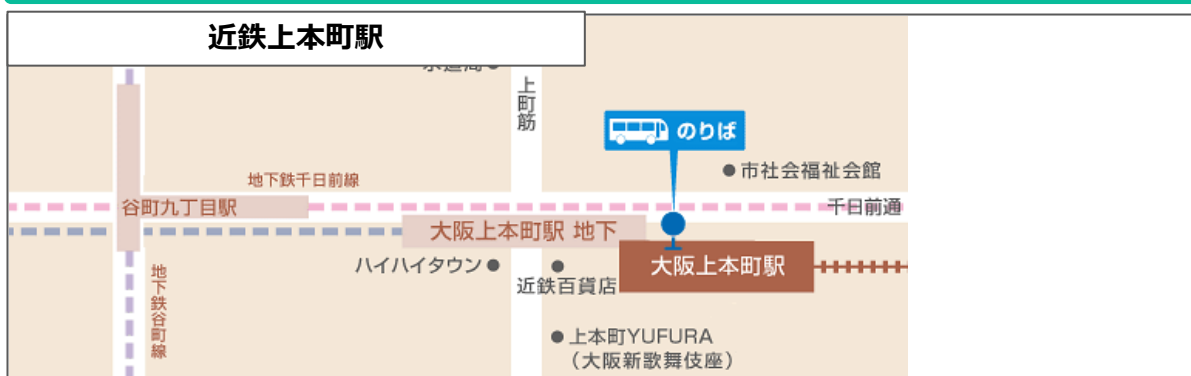 近鉄上本町駅
上町筋
のりば
市社会福祉会館
地下鉄千日前線
谷町九丁目駅
千日前通
大阪上本町駅 地下
ハイハイタウン
近鉄百貨店
大阪上本町駅
地下鉄谷町線
上本町YUFURA
（大阪新歌舞伎座）